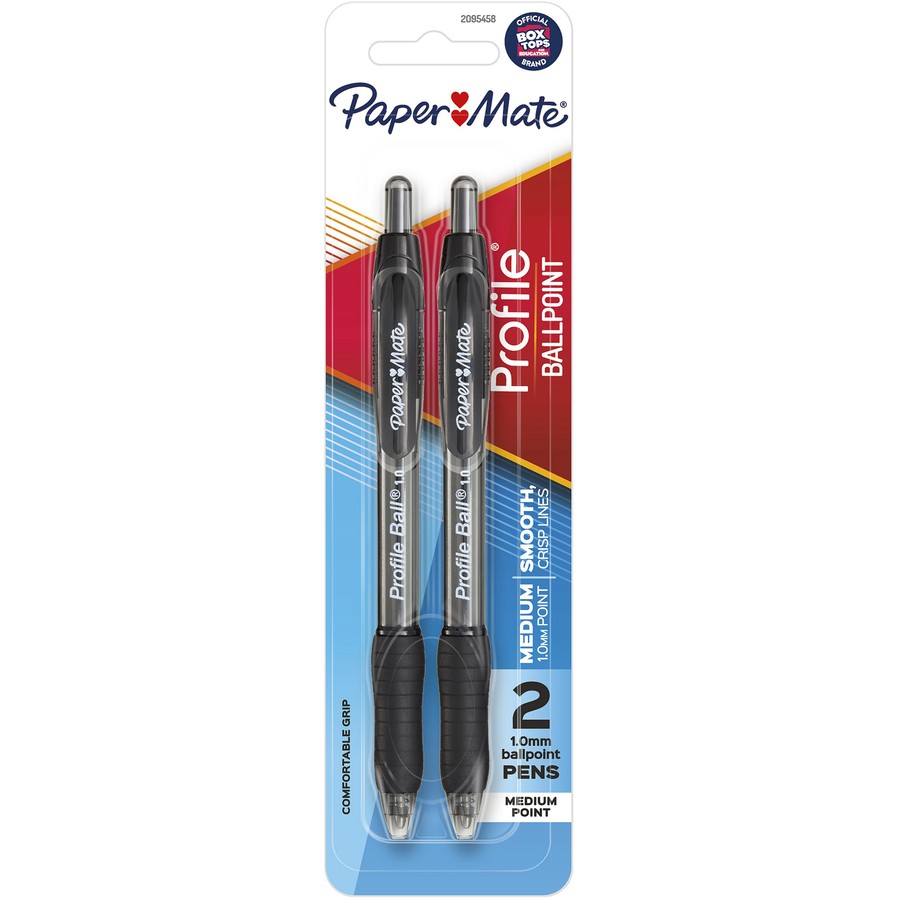 2095458
OFFICIAL
BOX
TOPS
FOR
EDUCATION
BRAND
Paper Mate®
Profile®
BALLPOINT
Paper Mate
Profile Ball® 1.0
Paper Mate
Profile Ball® 1.0
MEDIUM
1.0MM POINT
SMOOTH,
CRISP LINES
COMFORTABLE GRIP
2
1.0mm
ballpoint
PENS
MEDIUM
POINT